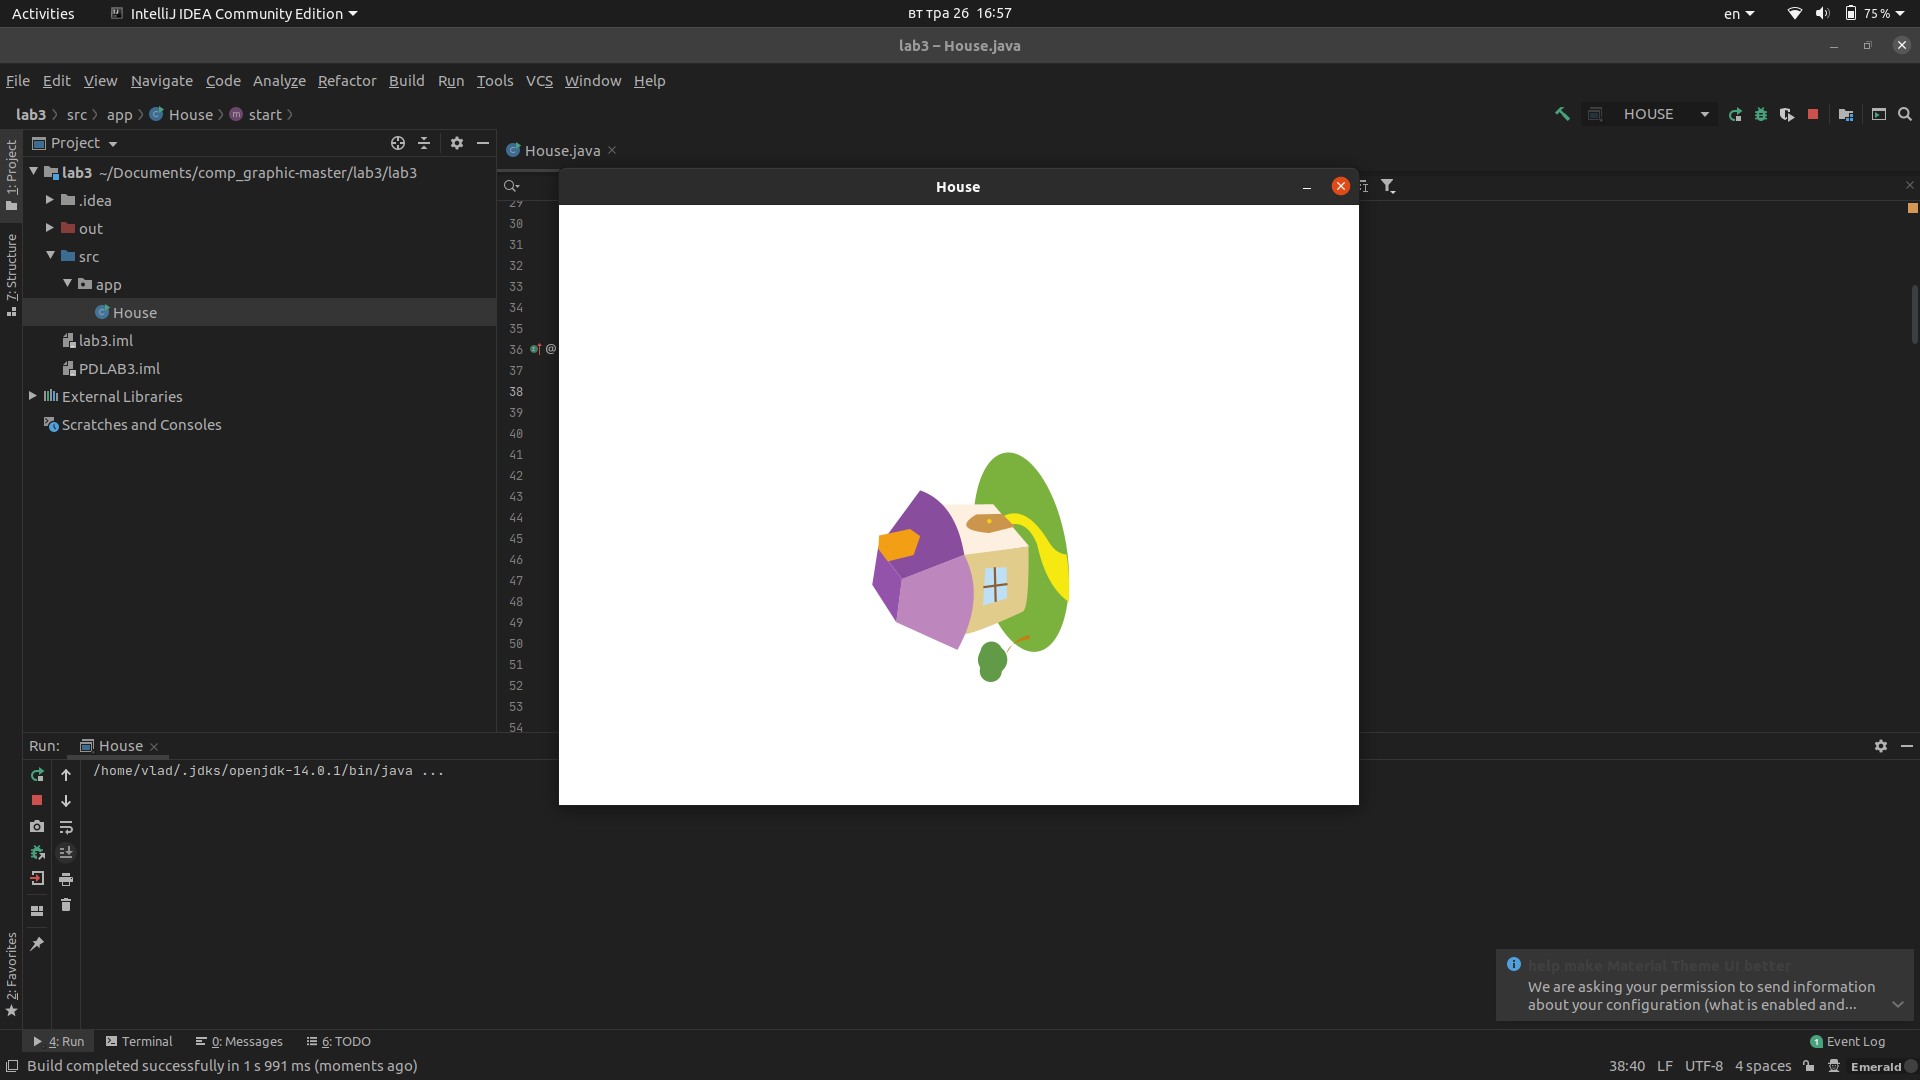 Activities
IntelliJ IDEA Community Edition
вт тра 26 16:57
en
75 %
lab3 – House.java
File Edit View Navigate Code Analyze Refactor Build Run Tools VCS Window Help
lab3 src app House start
HOUSE
1: Project
Project
House.java
lab3 ~/Documents/comp_graphic-master/lab3/lab3
.idea
out
src
app
House
lab3.iml
PDLAB3.iml
External Libraries
Scratches and Consoles
7: Structure
House
29
30
31
32
33
34
35
36 @
37
38
39
40
41
42
43
44
45
46
47
48
49
50
51
52
53
54
Run: House
/home/vlad/.jdks/openjdk-14.0.1/bin/java ...
2: Favorites
help make Material Theme UI better
We are asking your permission to send information
about your configuration (what is enabled and...
4: Run Terminal 0: Messages 6: TODO
1 Event Log
Build completed successfully in 1 s 991 ms (moments ago)
38:40 LF UTF-8 4 spaces Emerald